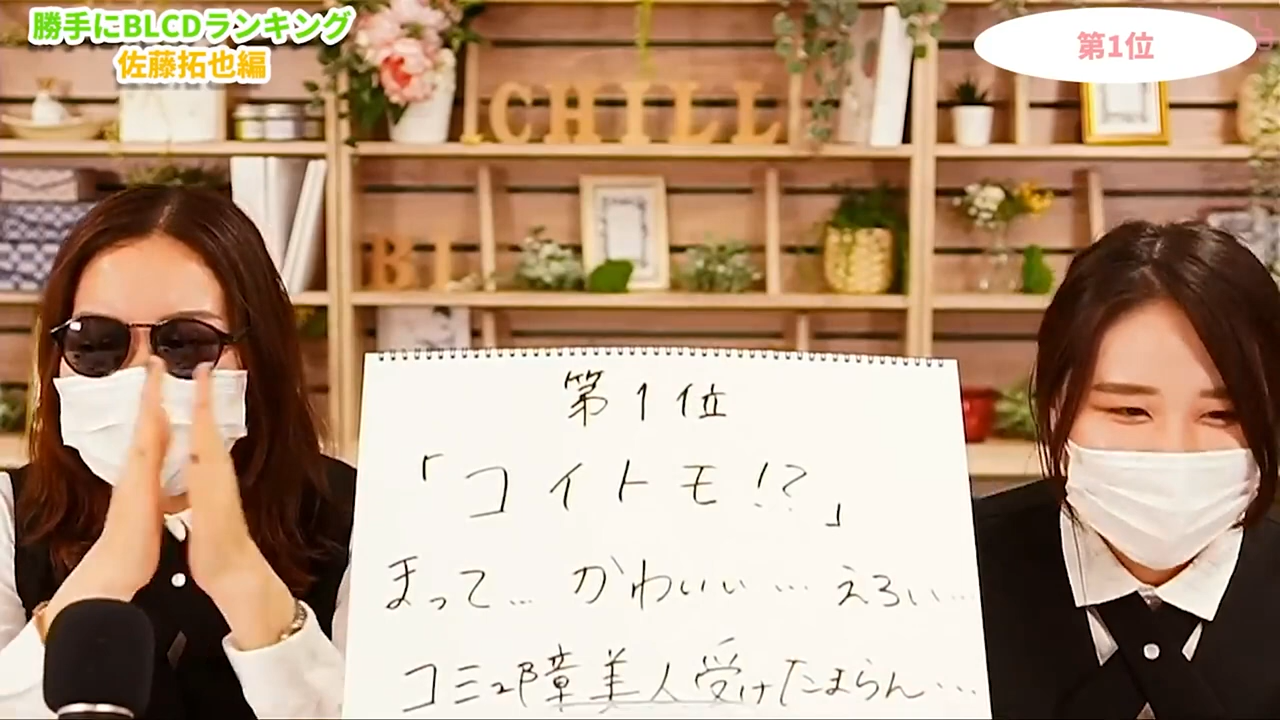 勝手にBLCDランキング
佐藤拓也編
第1位
CHILL
BL
第1位
「コイトモ!?」
まって… かわいい… えろい…
コミュ障美人受けたまらん…